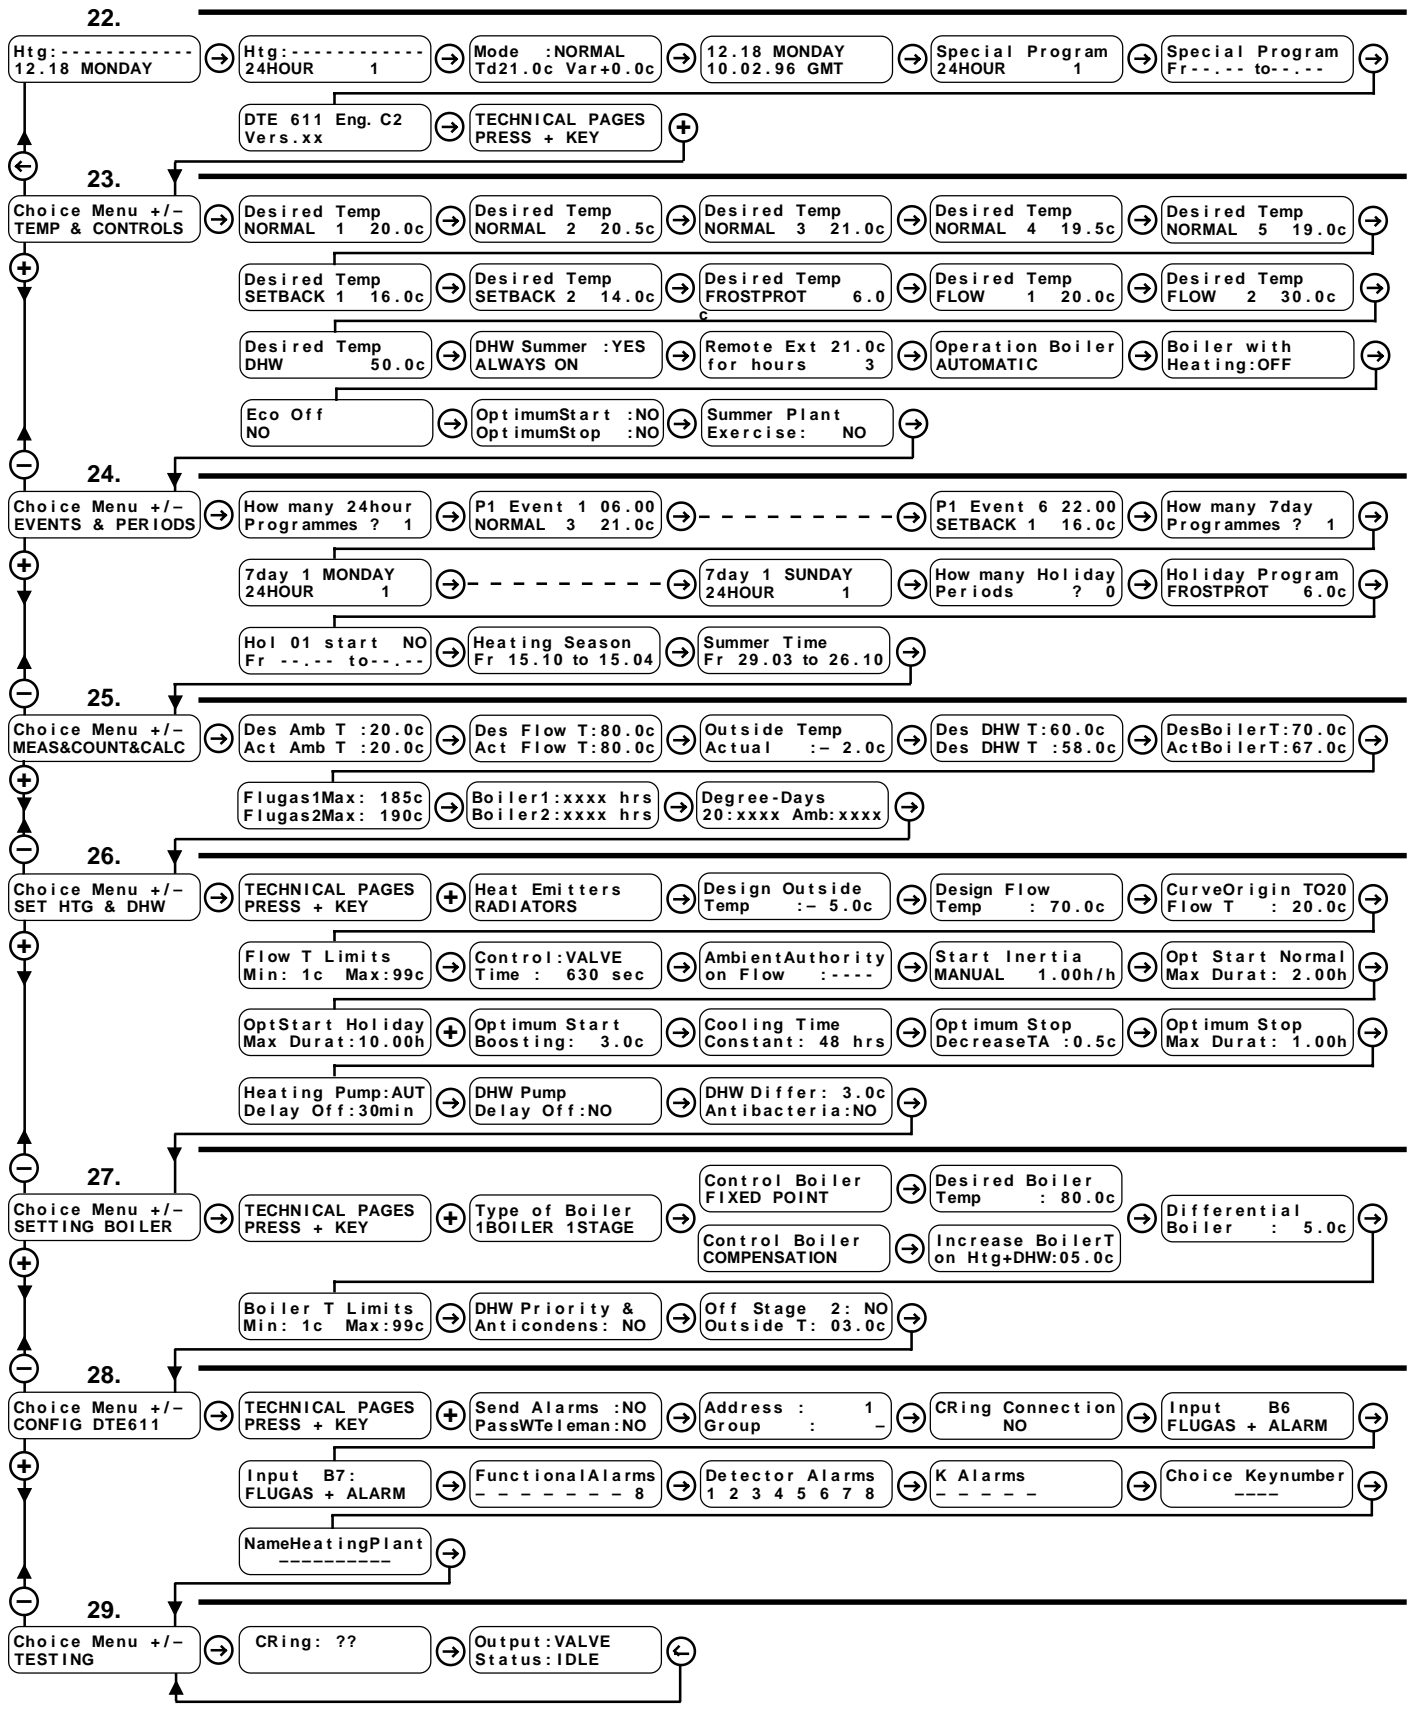 22.
Htg:------------
12.18 MONDAY
Htg:------------
24HOUR 1
Mode :NORMAL
Td21.0c Var+0.0c
12.18 MONDAY
10.02.96 GMT
Special Program
24HOUR 1
Special Program
Fr--.-- to--.--
DTE 611 Eng. C2
Vers.xx
TECHNICAL PAGES
PRESS + KEY
23.
Choice Menu +/–
TEMP & CONTROLS
Desired Temp
NORMAL 1 20.0c
Desired Temp
NORMAL 2 20.5c
Desired Temp
NORMAL 3 21.0c
Desired Temp
NORMAL 4 19.5c
Desired Temp
NORMAL 5 19.0c
Desired Temp
SETBACK 1 16.0c
Desired Temp
SETBACK 2 14.0c
Desired Temp
FROSTPROT 6.0
c
Desired Temp
FLOW 1 20.0c
Desired Temp
FLOW 2 30.0c
Desired Temp
DHW 50.0c
DHW Summer :YES
ALWAYS ON
Remote Ext 21.0c
for hours 3
Operation Boiler
AUTOMATIC
Boiler with
Heating:OFF
Eco Off
NO
OptimumStart :NO
OptimumStop :NO
Summer Plant
Exercise: NO
24.
Choice Menu +/–
EVENTS & PERIODS
How many 24hour
Programmes ? 1
P1 Event 1 06.00
NORMAL 3 21.0c
P1 Event 6 22.00
SETBACK 1 16.0c
How many 7day
Programmes ? 1
7day 1 MONDAY
24HOUR 1
7day 1 SUNDAY
24HOUR 1
How many Holiday
Periods ? 0
Holiday Program
FROSTPROT 6.0c
Hol 01 start NO
Fr --.-- to--.--
Heating Season
Fr 15.10 to 15.04
Summer Time
Fr 29.03 to 26.10
25.
Choice Menu +/–
MEAS&COUNT&CALC
Des Amb T :20.0c
Act Amb T :20.0c
Des Flow T:80.0c
Act Flow T:80.0c
Outside Temp
Actual :– 2.0c
Des DHW T:60.0c
Des DHW T :58.0c
DesBoilerT:70.0c
ActBoilerT:67.0c
Flugas1Max: 185c
Flugas2Max: 190c
Boiler1:xxxx hrs
Boiler2:xxxx hrs
Degree-Days
20:xxxx Amb:xxxx
26.
Choice Menu +/–
SET HTG & DHW
TECHNICAL PAGES
PRESS + KEY
Heat Emitters
RADIATORS
Design Outside
Temp :– 5.0c
Design Flow
Temp : 70.0c
CurveOrigin TO20
Flow T : 20.0c
Flow T Limits
Min: 1c Max:99c
Control:VALVE
Time : 630 sec
AmbientAuthority
on Flow :----
Start Inertia
MANUAL 1.00h/h
Opt Start Normal
Max Durat: 2.00h
OptStart Holiday
Max Durat:10.00h
Optimum Start
Boosting: 3.0c
Cooling Time
Constant: 48 hrs
Optimum Stop
DecreaseTA :0.5c
Optimum Stop
Max Durat: 1.00h
Heating Pump:AUT
Delay Off:30min
DHW Pump
Delay Off:NO
DHW Differ: 3.0c
Antibacteria:NO
27.
Choice Menu +/–
SETTING BOILER
TECHNICAL PAGES
PRESS + KEY
Type of Boiler
1BOILER 1STAGE
Control Boiler
FIXED POINT
Desired Boiler
Temp : 80.0c
Control Boiler
COMPENSATION
Increase BoilerT
on Htg+DHW:05.0c
Differential
Boiler : 5.0c
Boiler T Limits
Min: 1c Max:99c
DHW Priority &
Anticondens: NO
Off Stage 2: NO
Outside T: 03.0c
28.
Choice Menu +/–
CONFIG DTE611
TECHNICAL PAGES
PRESS + KEY
Send Alarms :NO
PassWTeleman:NO
Address : 1
Group : –
CRing Connection
NO
Input B6
FLUGAS + ALARM
Input B7:
FLUGAS + ALARM
FunctionalAlarms
– – – – – – – 8
Detector Alarms
1 2 3 4 5 6 7 8
K Alarms
– – – – –
Choice Keynumber
––––
NameHeatingPlant
––––––––––
29.
Choice Menu +/–
TESTING
CRing: ??
Output:VALVE
Status:IDLE